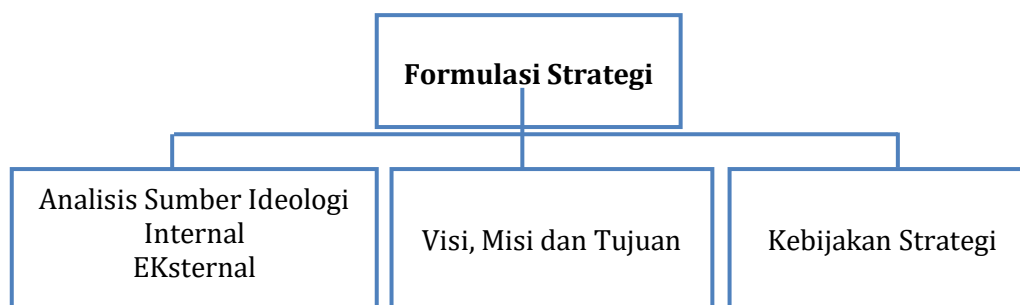 Formulasi Strategi
Analisis Sumber Ideologi
Internal
EKsternal
Visi, Misi dan Tujuan
Kebijakan Strategi